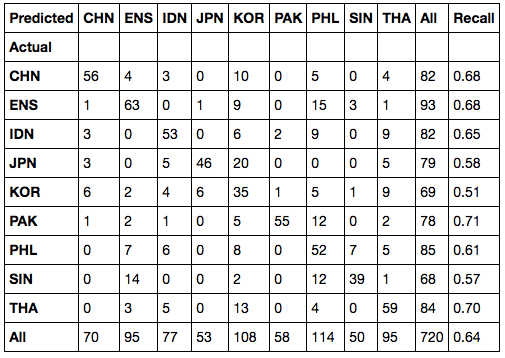 Predicted CHN ENS IDN JPN KOR PAK PHL SIN THA All Recall
Actual
CHN 56 4 3 0 10 0 5 0 4 82 0.68
ENS 1 63 0 1 9 0 15 3 1 93 0.68
IDN 3 0 53 0 6 2 9 0 9 82 0.65
JPN 3 0 5 46 20 0 0 0 5 79 0.58
KOR 6 2 4 6 35 1 5 1 9 69 0.51
PAK 1 2 1 0 5 55 12 0 2 78 0.71
PHL 0 7 6 0 8 0 52 7 5 85 0.61
SIN 0 14 0 0 2 0 12 39 1 68 0.57
THA 0 3 5 0 13 0 4 0 59 84 0.70
All 70 95 77 53 108 58 114 50 95 720 0.64